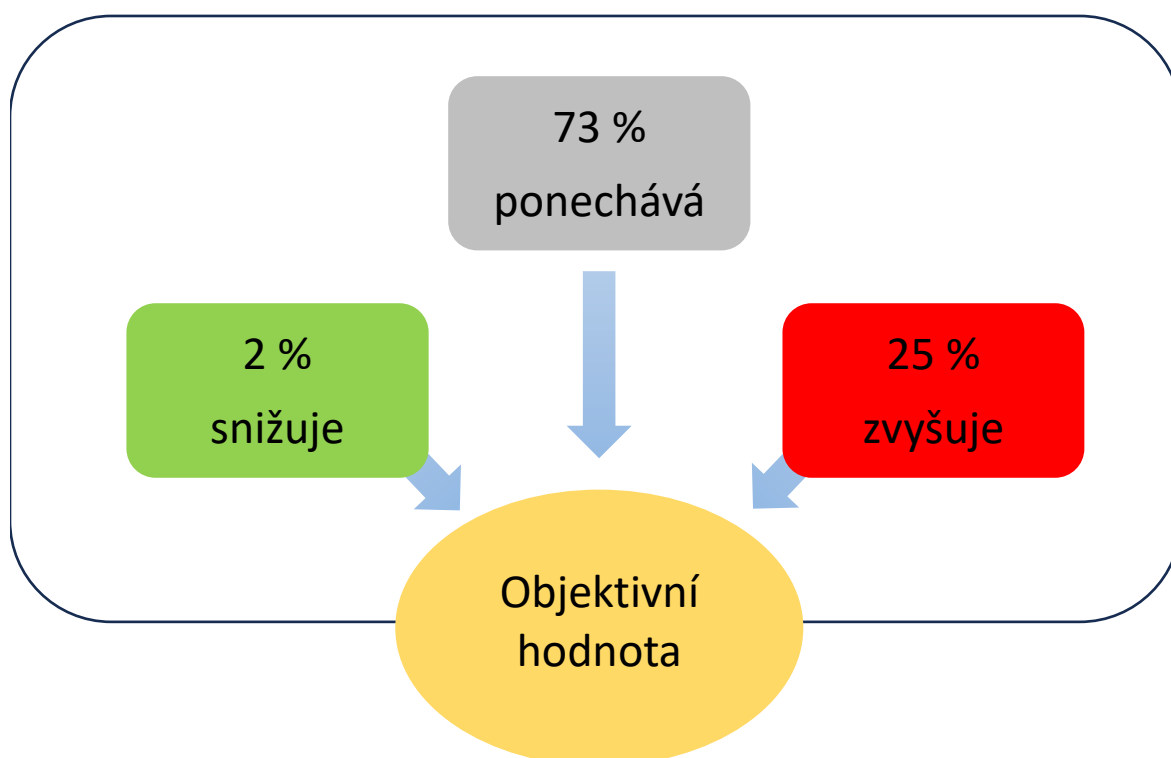 73 %
ponechává
2 %
snižuje
25 %
zvyšuje
Objektivní
hodnota